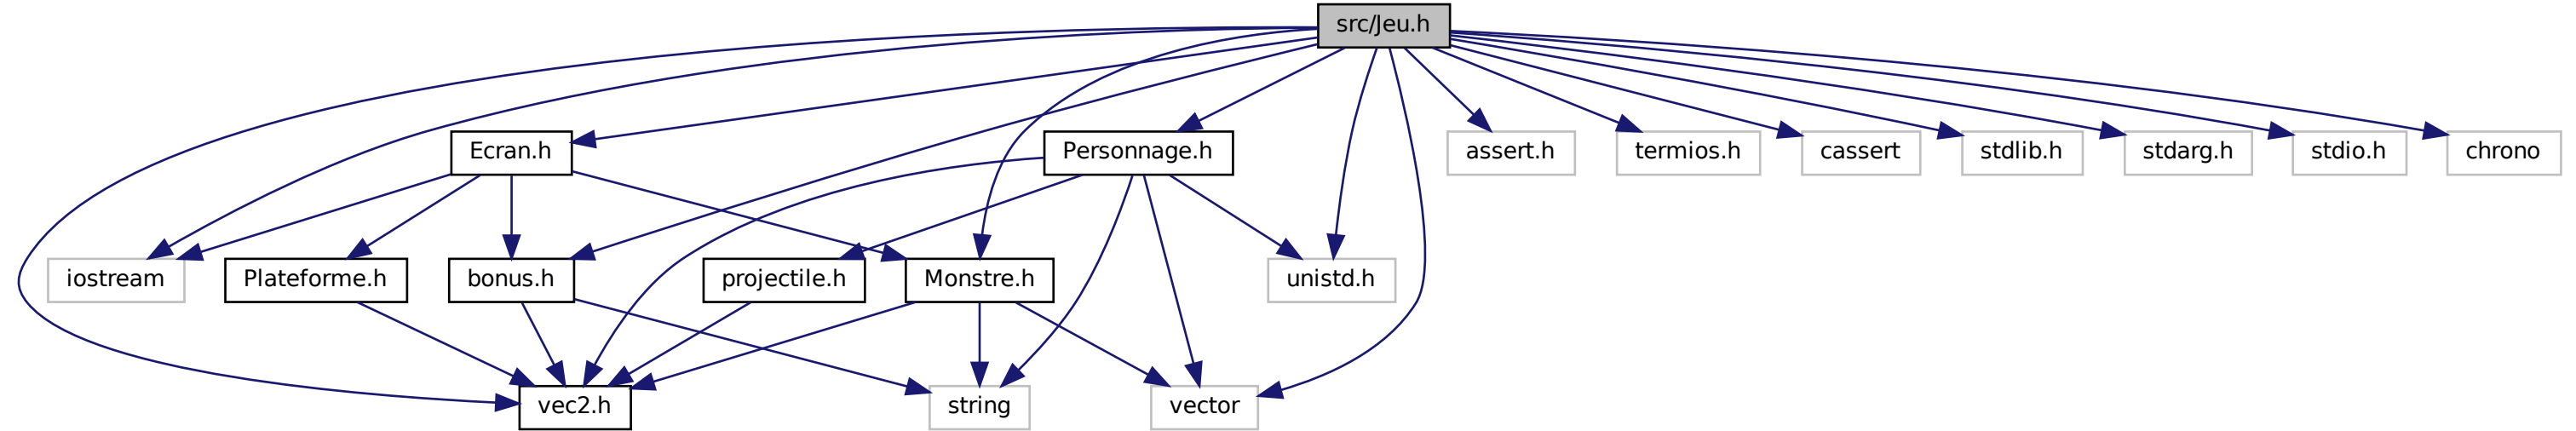 src/Jeu.h
Ecran.h
Personnage.h
assert.h
termios.h
cassert
stdlib.h
stdarg.h
stdio.h
chrono
iostream
Plateforme.h
bonus.h
projectile.h
Monstre.h
unistd.h
vec2.h
string
vector